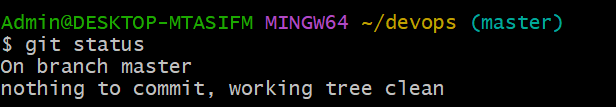 Admin@DESKTOP-MTASIFM MINGW64 ~/devops (master)
$ git status
On branch master
nothing to commit, working tree clean